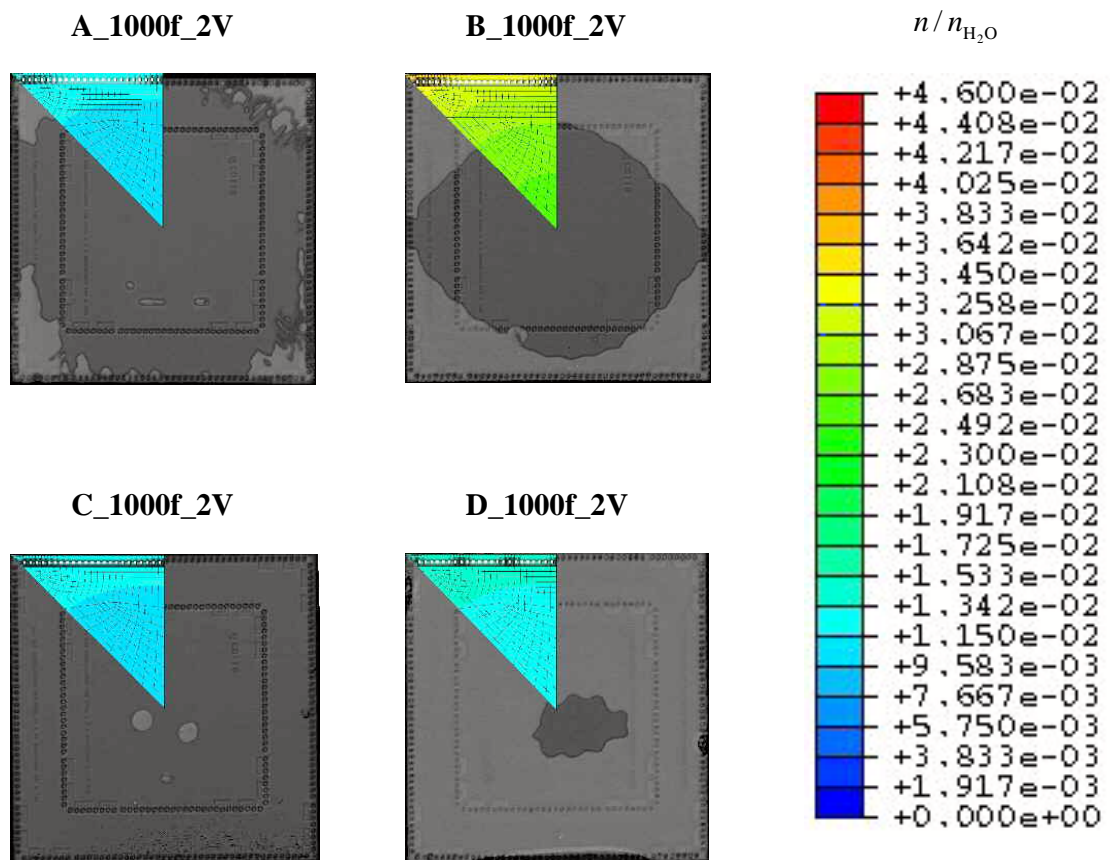 A_1000f_2V
B_1000f_2V
n / n H₂O
C_1000f_2V
D_1000f_2V
+4.600e-02
+4.408e-02
+4.217e-02
+4.025e-02
+3.833e-02
+3.642e-02
+3.450e-02
+3.258e-02
+3.067e-02
+2.875e-02
+2.683e-02
+2.492e-02
+2.300e-02
+2.108e-02
+1.917e-02
+1.725e-02
+1.533e-02
+1.342e-02
+1.150e-02
+9.583e-03
+7.667e-03
+5.750e-03
+3.833e-03
+1.917e-03
+0.000e+00